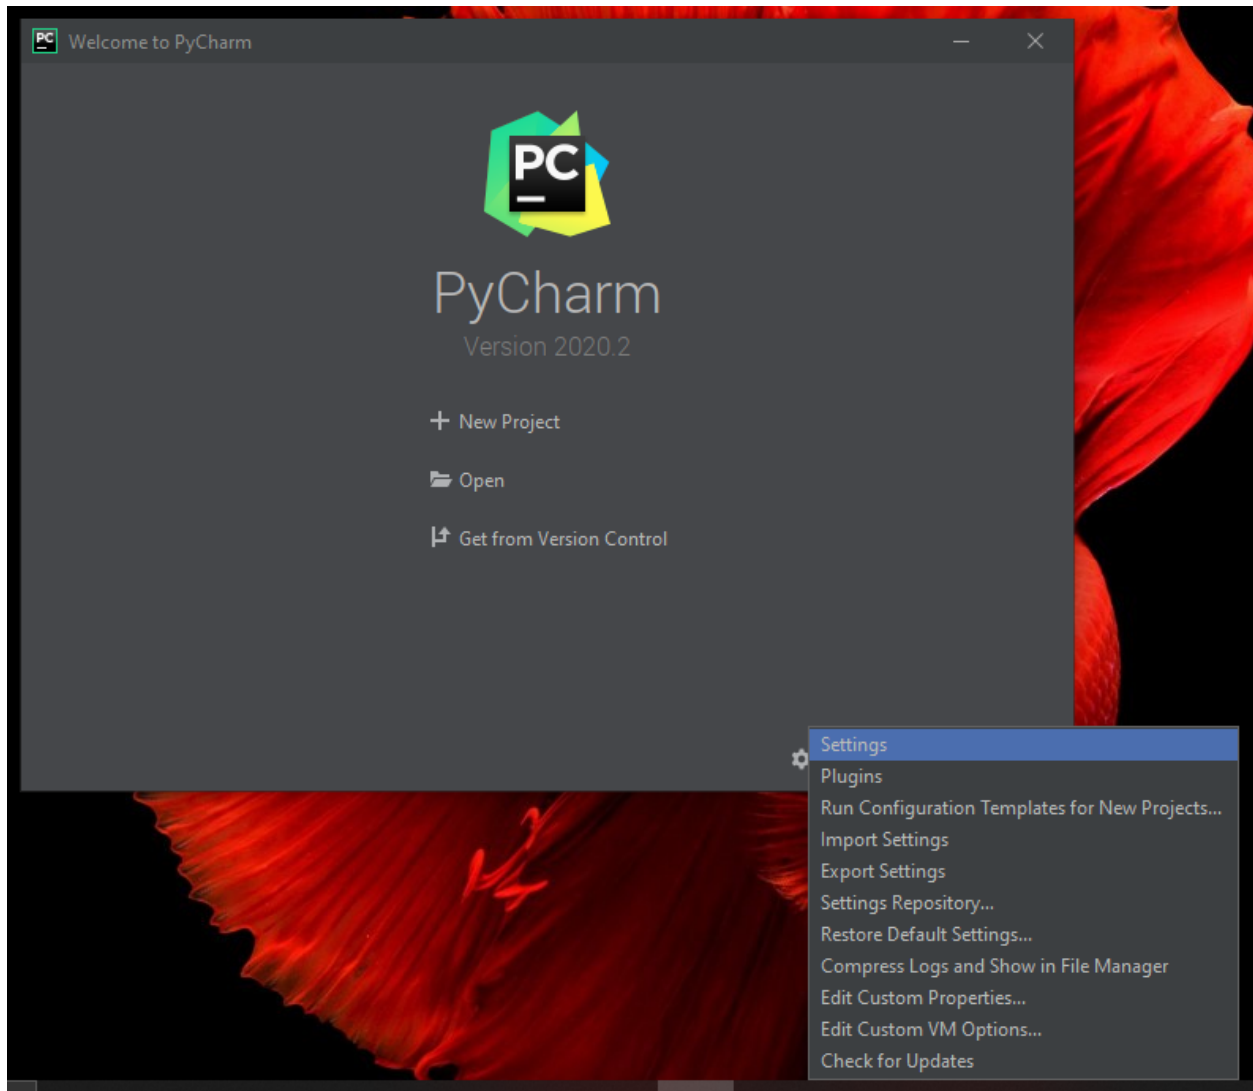 PC Welcome to PyCharm
PC
PyCharm
Version 2020.2
New Project
Open
Get from Version Control
Settings
Plugins
Run Configuration Templates for New Projects...
Import Settings
Export Settings
Settings Repository...
Restore Default Settings...
Compress Logs and Show in File Manager
Edit Custom Properties...
Edit Custom VM Options...
Check for Updates